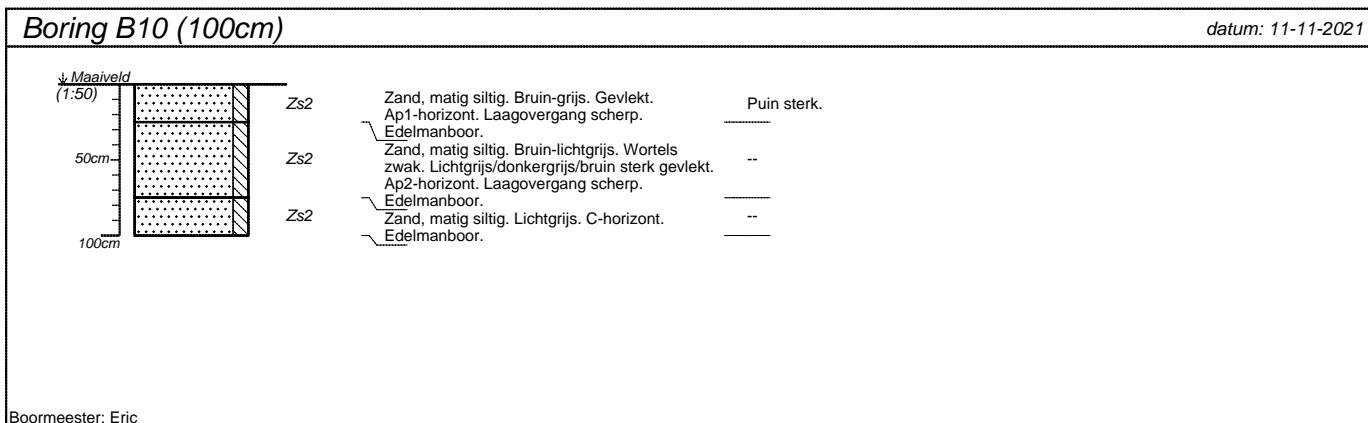 Boring B10 (100cm)
datum: 11-11-2021
Maaiveld
(1:50)
50cm
100cm
Zs2
Zand, matig siltig. Bruin-grijs. Gevlekt.
Ap1-horizont. Laagovergang scherp.
Edelmanboor.
Puin sterk.
Zs2
Zand, matig siltig. Bruin-lichtgrijs. Wortels
zwak. Lichtgrijs/donkergrijs/bruin sterk gevlekt.
Ap2-horizont. Laagovergang scherp.
Edelmanboor.
--
Zs2
Zand, matig siltig. Lichtgrijs. C-horizont.
Edelmanboor.
--
Boormeester: Eric